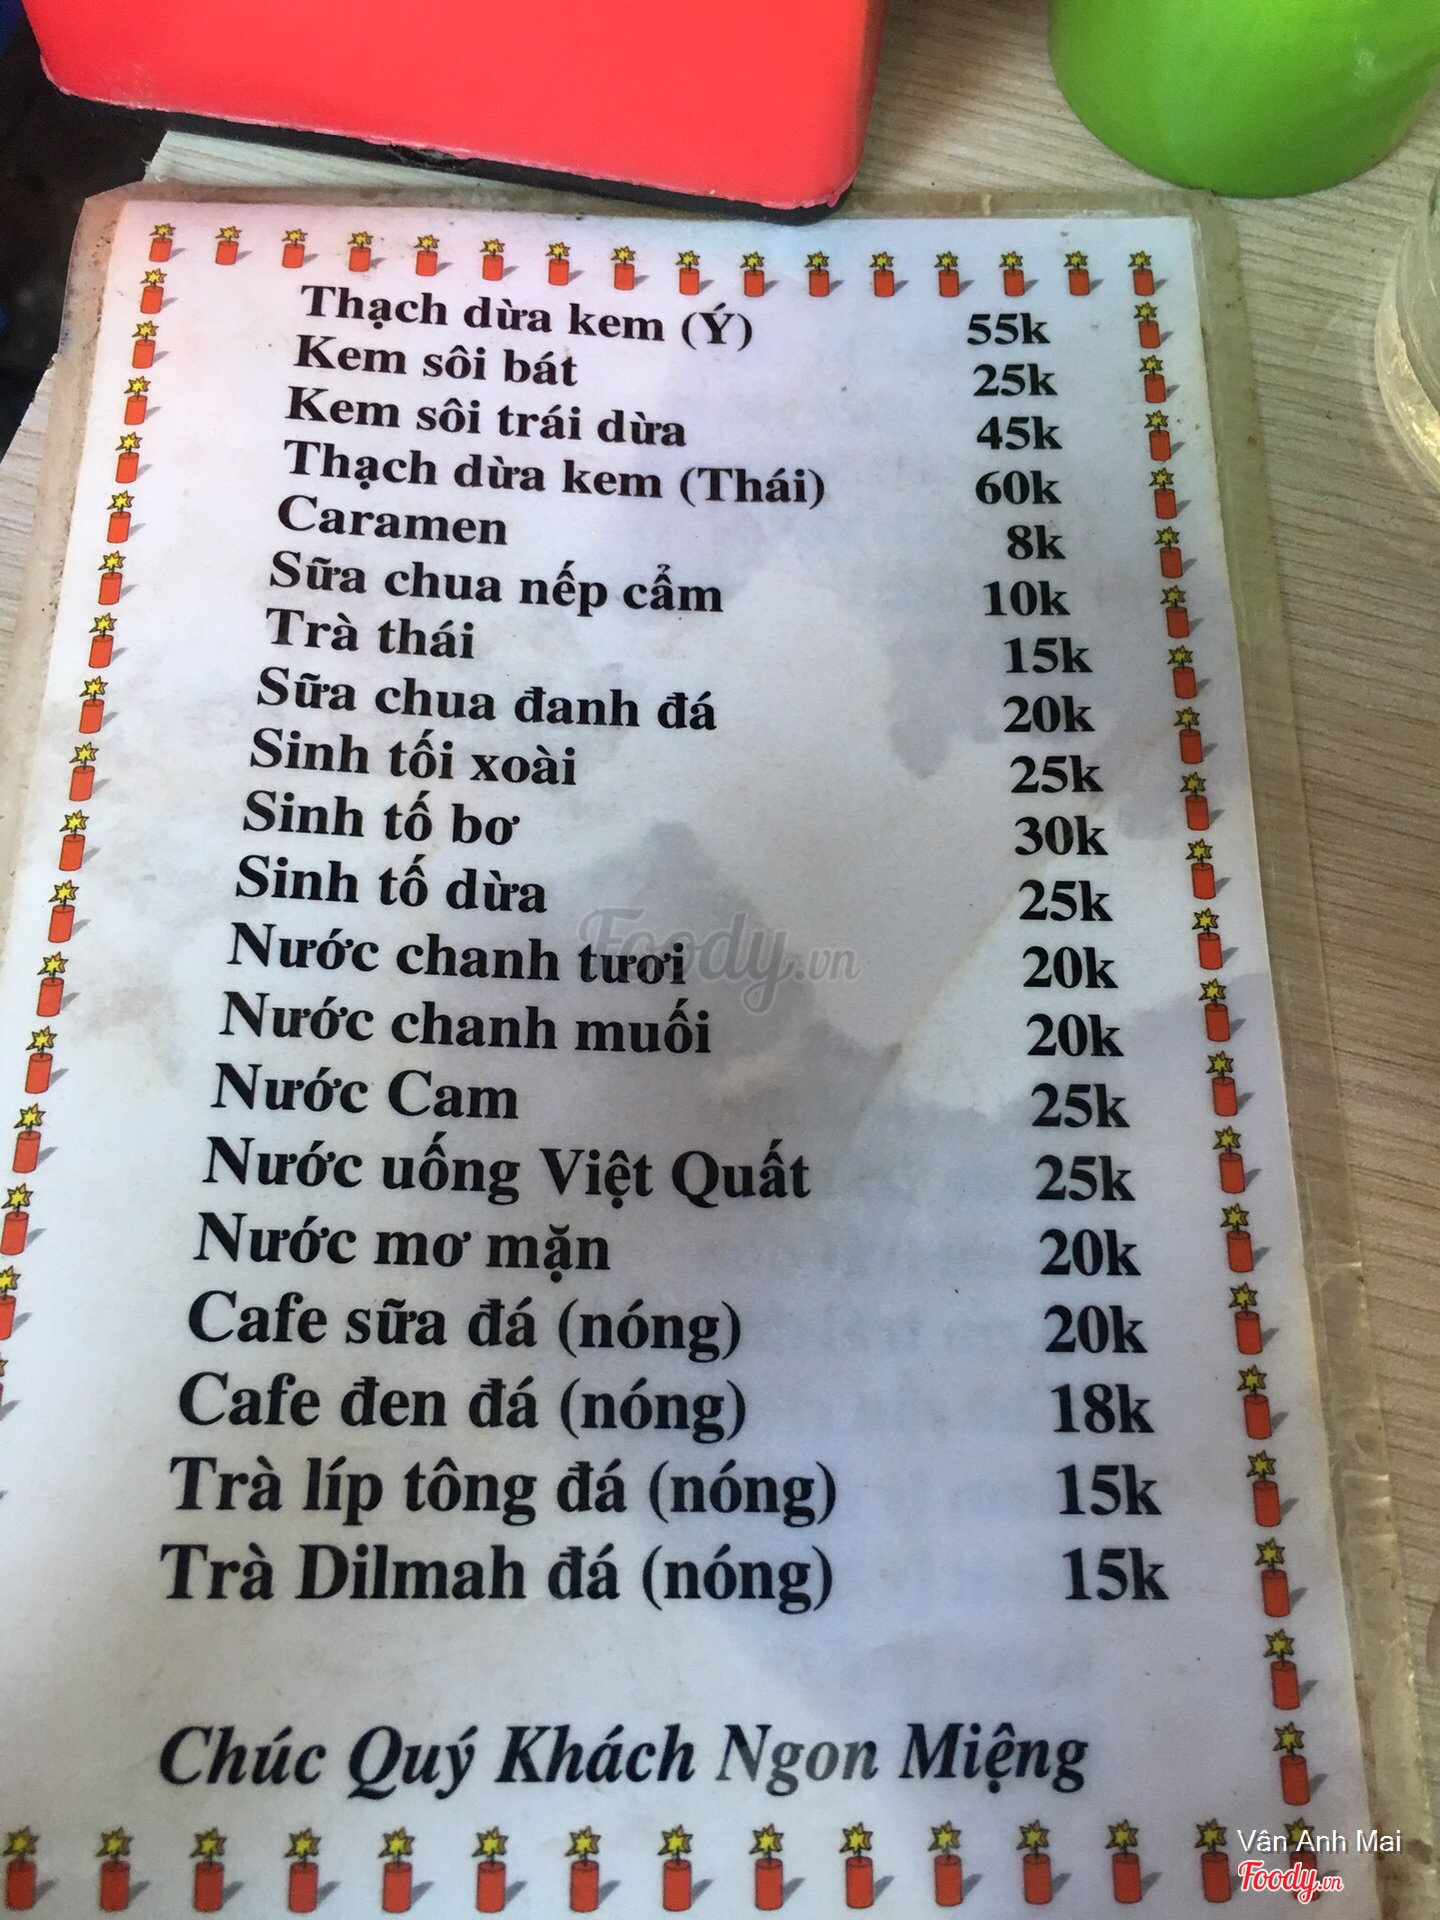 Thạch dừa kem (Ý) 55k
Kem sôi bát 25k
Kem sôi trái dừa 45k
Thạch dừa kem (Thái) 60k
Caramen 8k
Sữa chua nếp cẩm 10k
Trà thái 15k
Sữa chua đanh đá 20k
Sinh tối xoài 25k
Sinh tố bơ 30k
Sinh tố dừa 25k
Nước chanh tươi 20k
Nước chanh muối 20k
Nước Cam 25k
Nước uống Việt Quất 25k
Nước mơ mặn 20k
Cafe sữa đá (nóng) 20k
Cafe đen đá (nóng) 18k
Trà líp tông đá (nóng) 15k
Trà Dilmah đá (nóng) 15k
Chúc Quý Khách Ngon Miệng
Foody.vn
Vân Anh Mai
Foody.vn